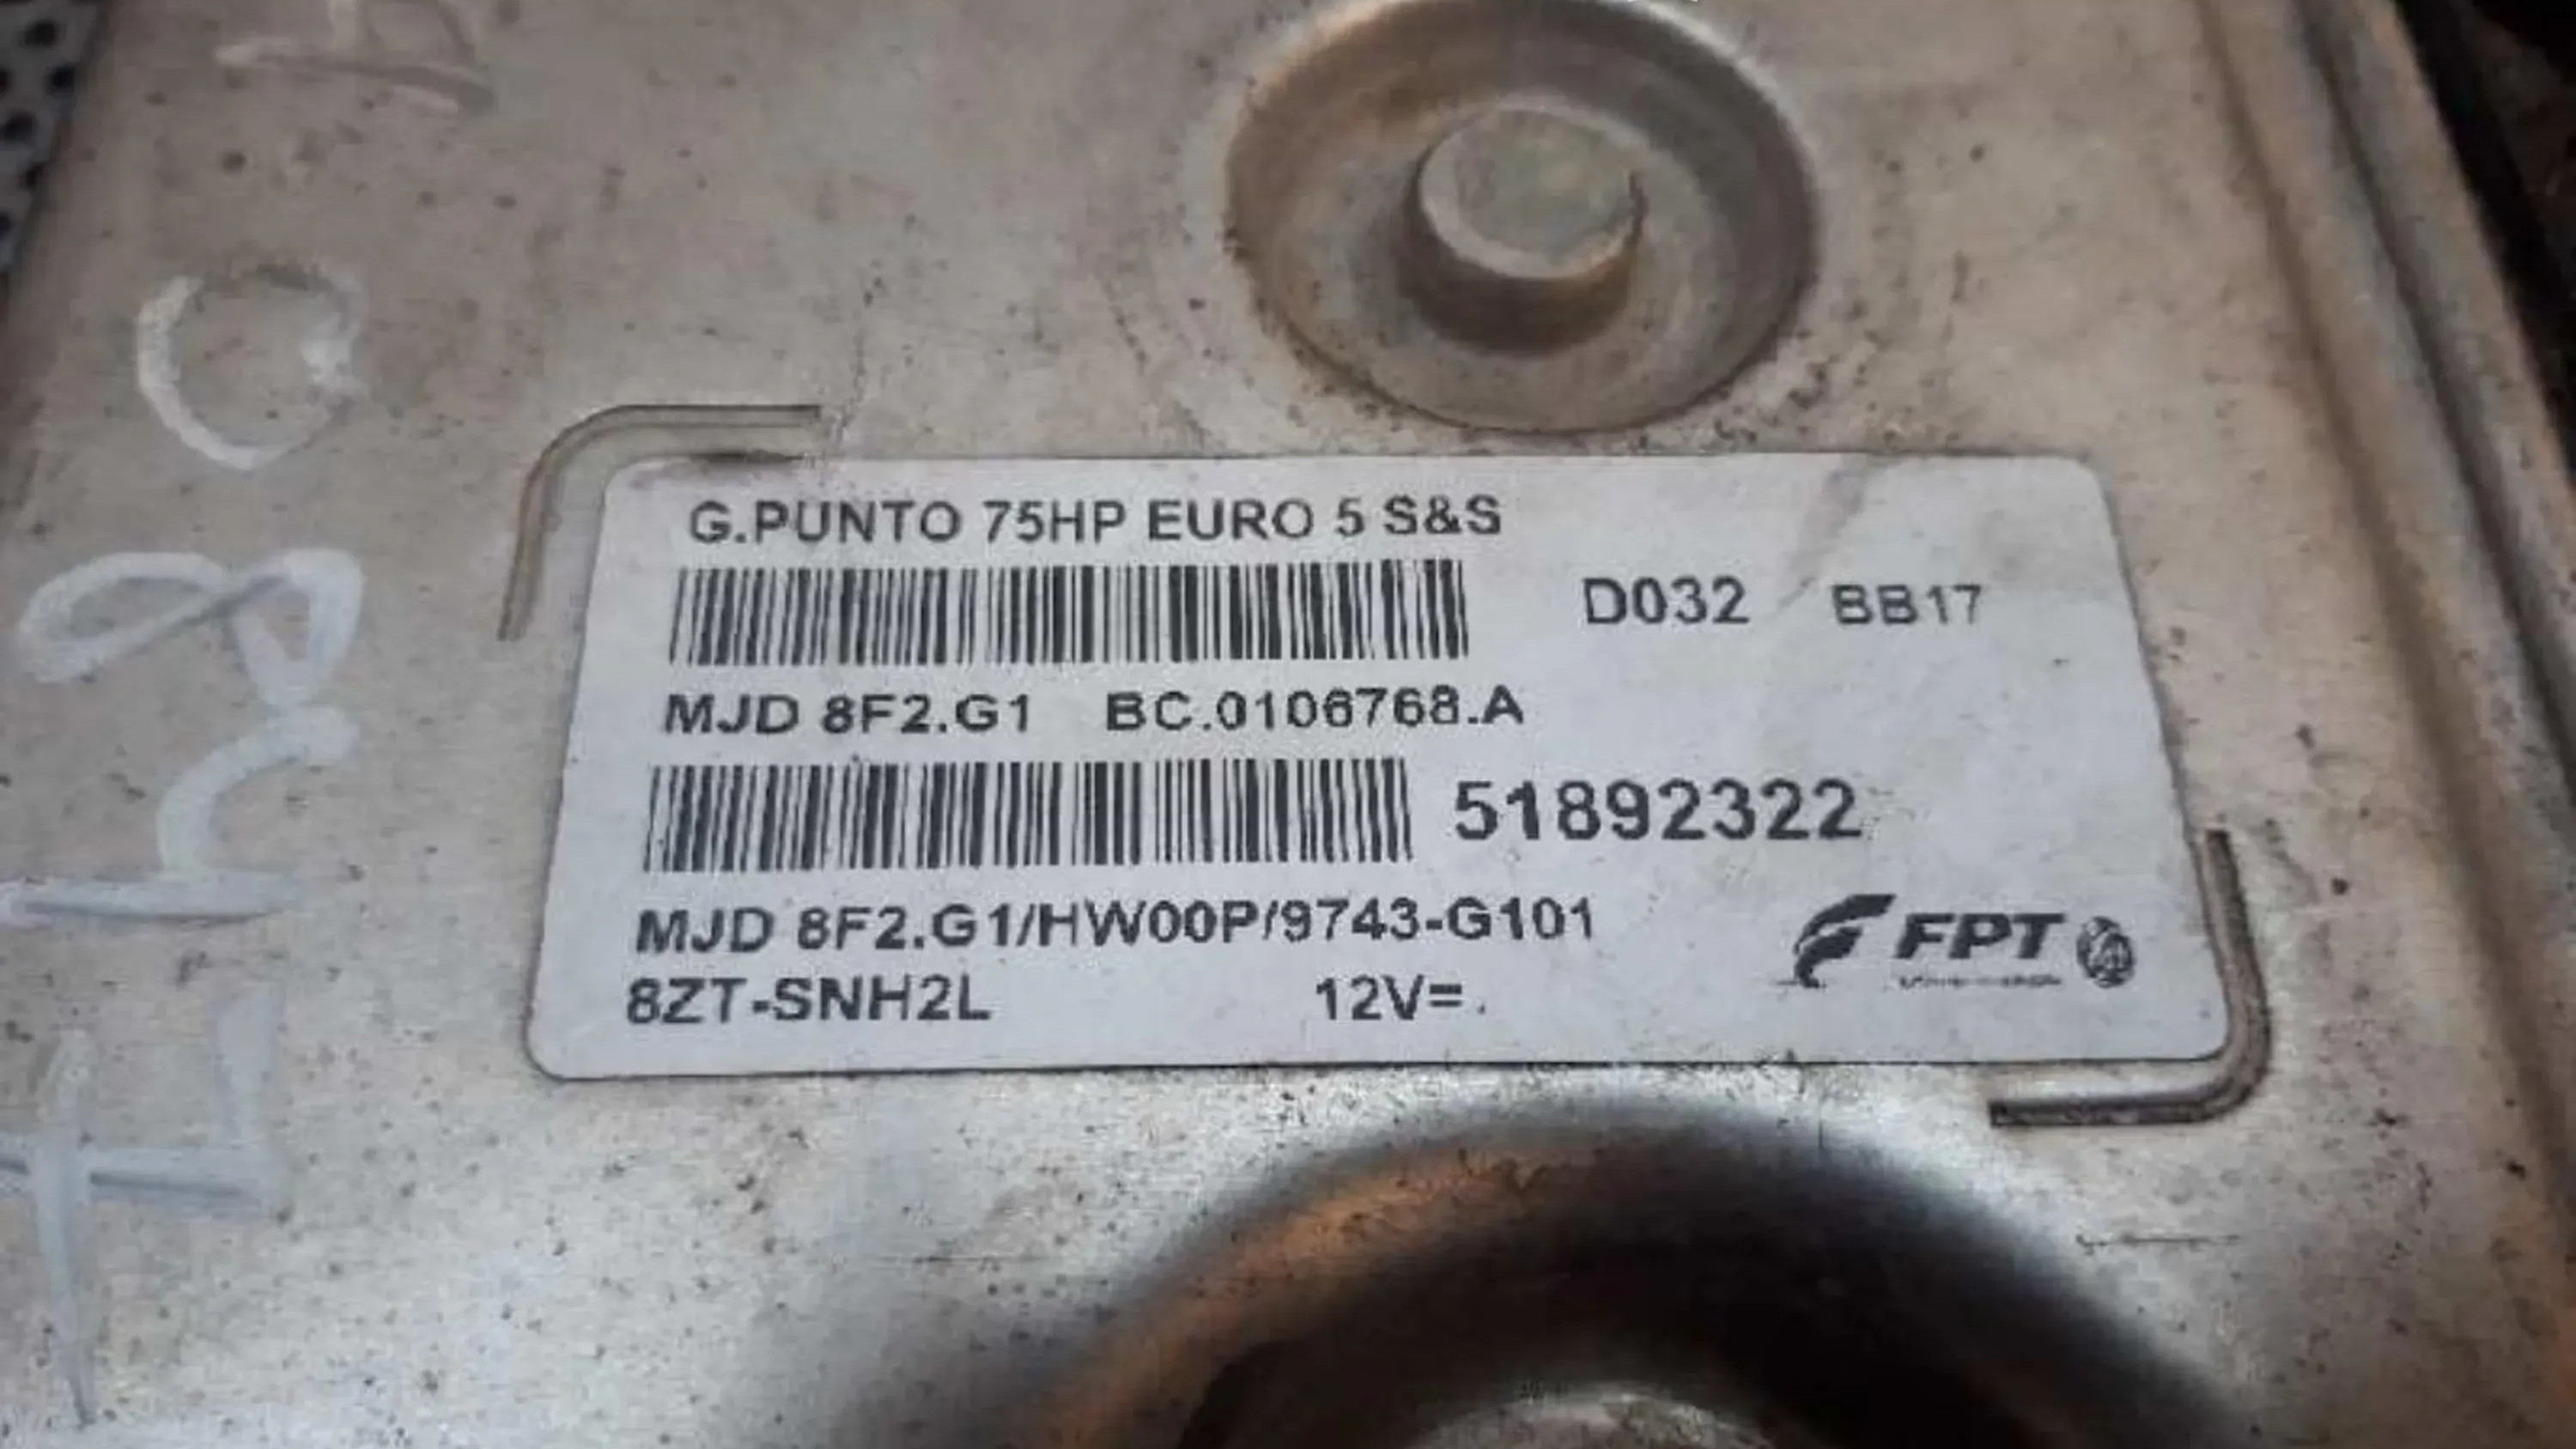 G.PUNTO 75HP EURO 5 S&S
D032 BB17
MJD 8F2.G1 BC.0106768.A
51892322
MJD 8F2.G1/HW00P/9743-G101
FPT
8ZT-SNH2L 12V=.